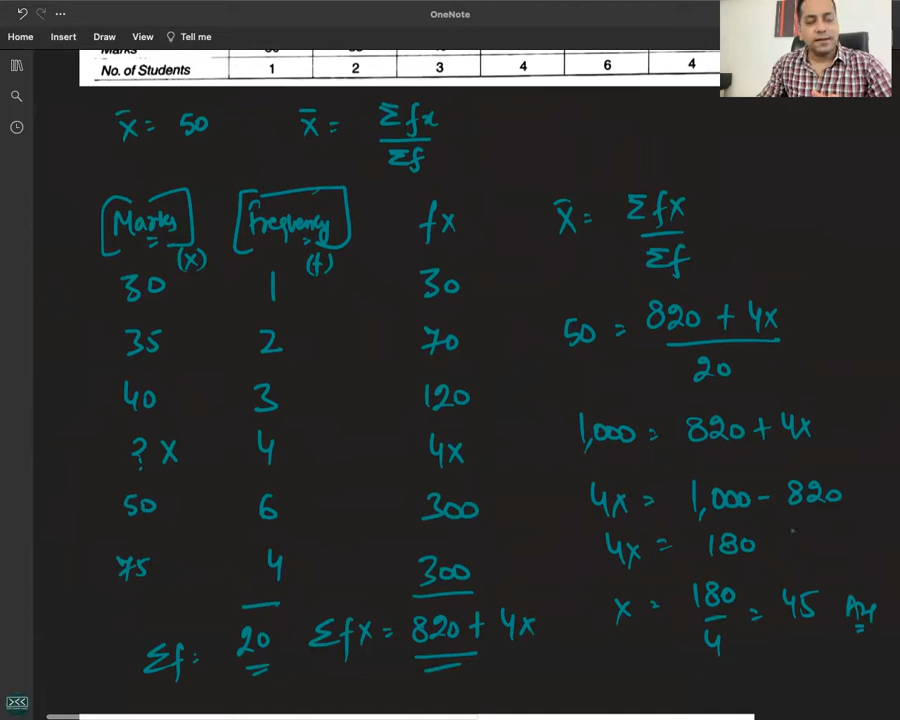 OneNote
Home Insert Draw View Tell me
No. of Students 1 2 3 4 6 4
x̄ = 50 x̄ = Σfx / Σf
Marks (x) Frequency (f) fx
30 1 30
35 2 70
40 3 120
? x 4 4x
50 6 300
75 4 300
Σf = 20 Σfx = 820 + 4x
x̄ = Σfx / Σf
50 = 820 + 4x / 20
1,000 = 820 + 4x
4x = 1,000 - 820
4x = 180
x = 180 / 4 = 45 Ans